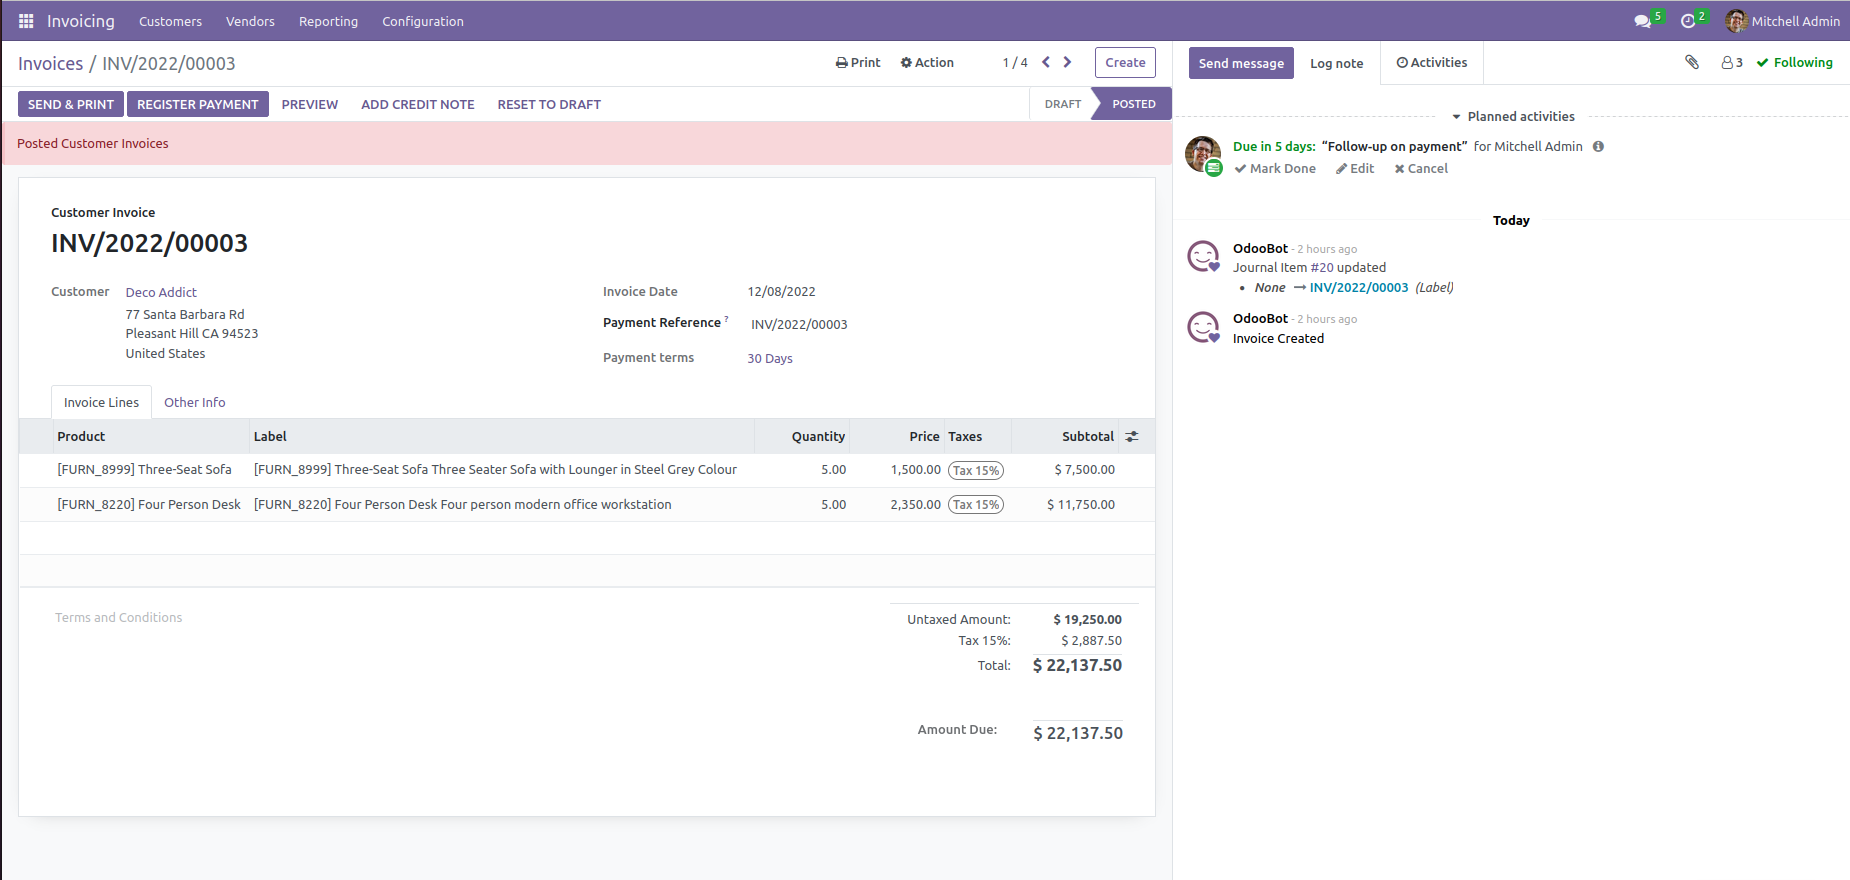 Invoicing Customers Vendors Reporting Configuration 5 2 Mitchell Admin
Invoices / INV/2022/00003 Print Action 1 / 4 Create
Send message Log note Activities 3 Following
SEND & PRINT REGISTER PAYMENT PREVIEW ADD CREDIT NOTE RESET TO DRAFT DRAFT POSTED
Posted Customer Invoices
Customer Invoice
INV/2022/00003
Customer Deco Addict
77 Santa Barbara Rd
Pleasant Hill CA 94523
United States
Invoice Date 12/08/2022
Payment Reference ? INV/2022/00003
Payment terms 30 Days
Invoice Lines Other Info
Product Label Quantity Price Taxes Subtotal
[FURN_8999] Three-Seat Sofa [FURN_8999] Three-Seat Sofa Three Seater Sofa with Lounger in Steel Grey Colour 5.00 1,500.00 Tax 15% $ 7,500.00
[FURN_8220] Four Person Desk [FURN_8220] Four Person Desk Four person modern office workstation 5.00 2,350.00 Tax 15% $ 11,750.00
Terms and Conditions
Untaxed Amount: $ 19,250.00
Tax 15%: $ 2,887.50
Total: $ 22,137.50
Amount Due: $ 22,137.50
Planned activities
Due in 5 days: “Follow-up on payment” for Mitchell Admin
Mark Done Edit Cancel
Today
OdooBot - 2 hours ago
Journal Item #20 updated
• None → INV/2022/00003 (Label)
OdooBot - 2 hours ago
Invoice Created